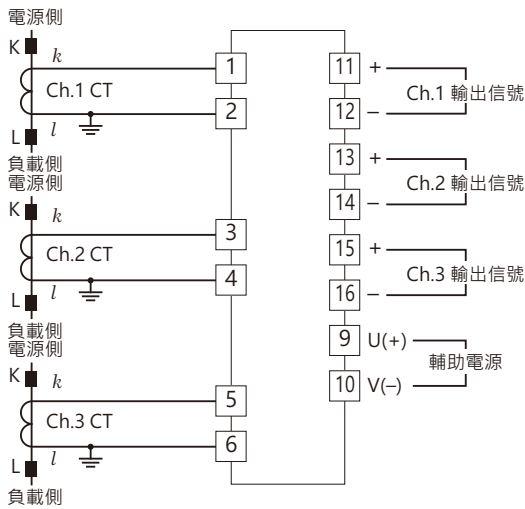 電源側
K
k
1
Ch.1 CT
2
L
l
負載側
電源側
K
k
3
Ch.2 CT
4
L
l
負載側
電源側
K
k
5
Ch.3 CT
6
L
l
負載側
11 +
Ch.1 輸出信號
12 –
13 +
Ch.2 輸出信號
14 –
15 +
Ch.3 輸出信號
16 –
9 U(+)
輔助電源
10 V(–)